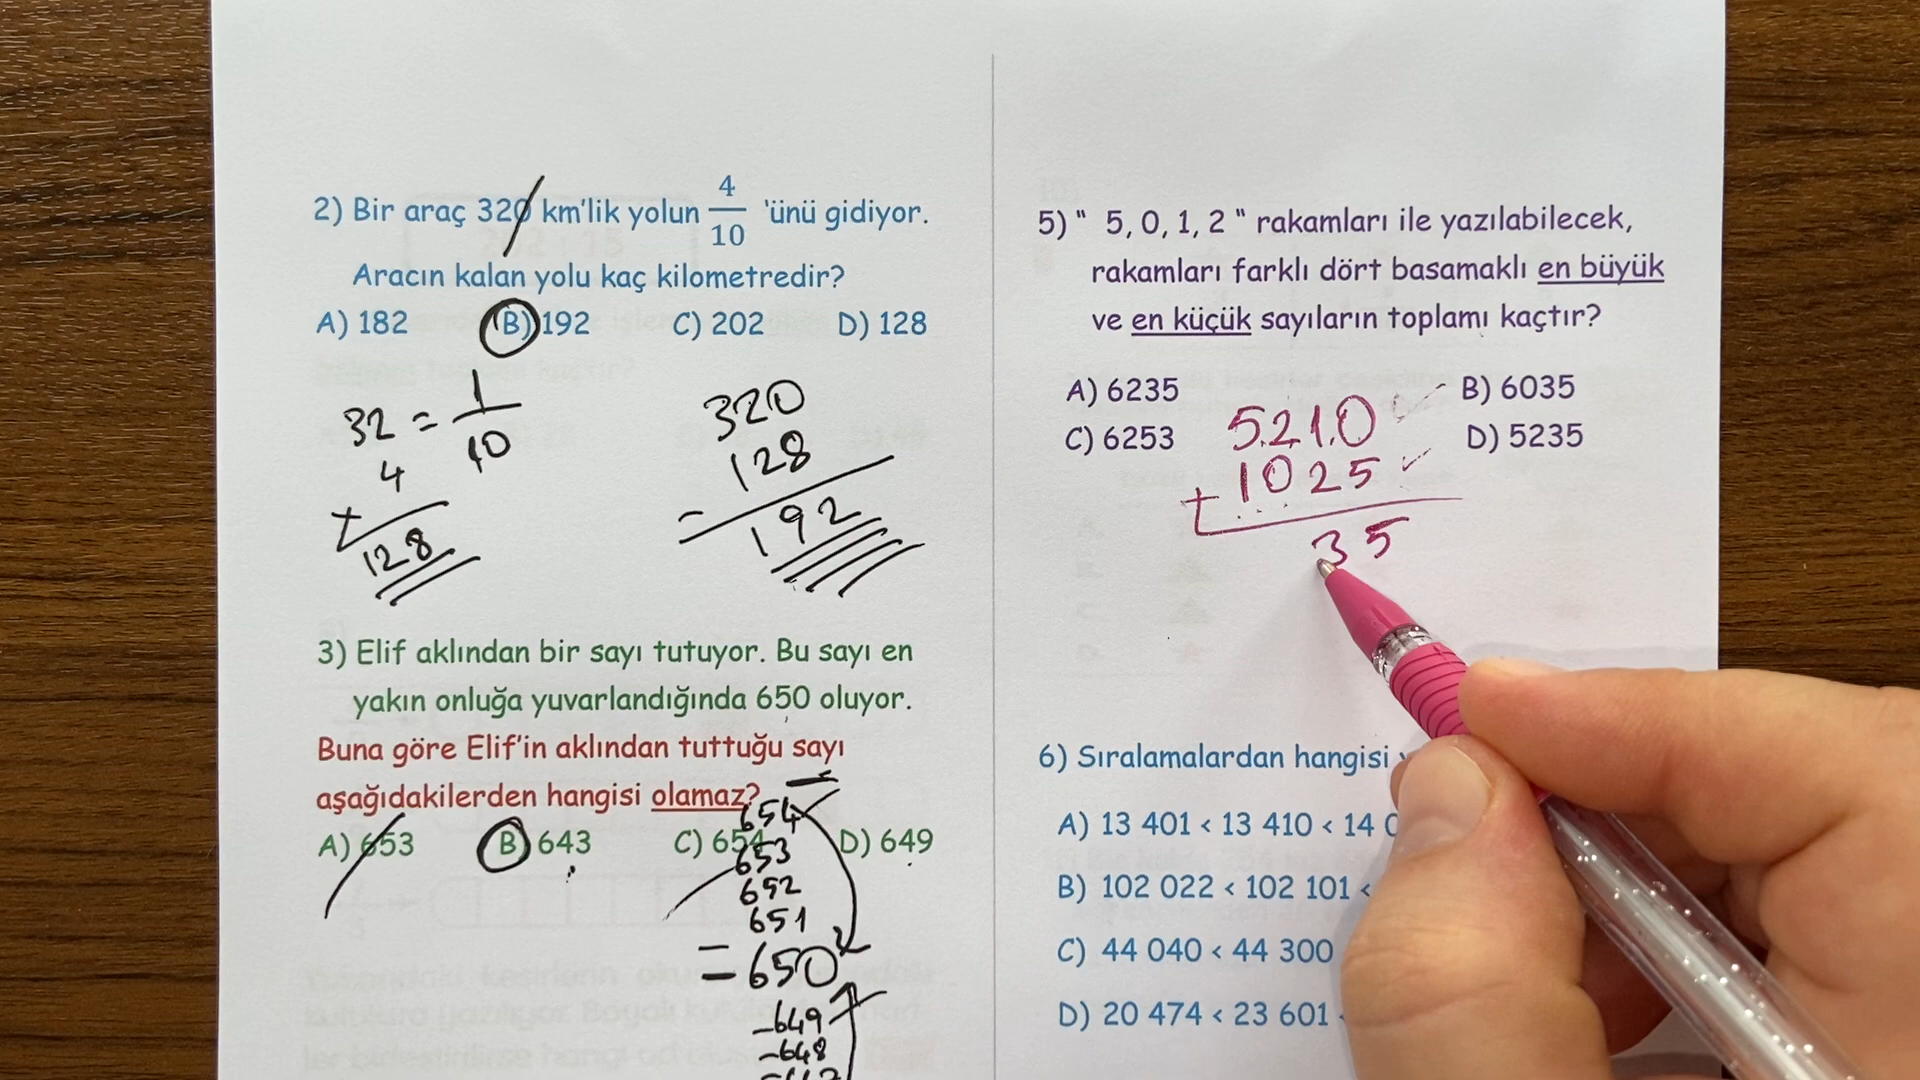 2) Bir araç 320 km'lik yolun 4/10 'ünü gidiyor.
Aracın kalan yolu kaç kilometredir?
A) 182 B) 192 C) 202 D) 128
32 = 1/10
4
+
128
320
128
-
192
3) Elif aklından bir sayı tutuyor. Bu sayı en
yakın onluğa yuvarlandığında 650 oluyor.
Buna göre Elif'in aklından tuttuğu sayı
aşağıdakilerden hangisi olamaz?
A) 653 B) 643 C) 654 D) 649
654
653
652
651
650
649
648
5) " 5, 0, 1, 2 " rakamları ile yazılabilecek,
rakamları farklı dört basamaklı en büyük
ve en küçük sayıların toplamı kaçtır?
A) 6235 B) 6035
C) 6253 D) 5235
5210
1025
+
35
6) Sıralamalardan hangisi
A) 13 401 < 13 410 < 14
B) 102 022 < 102 101 <
C) 44 040 < 44 300
D) 20 474 < 23 601